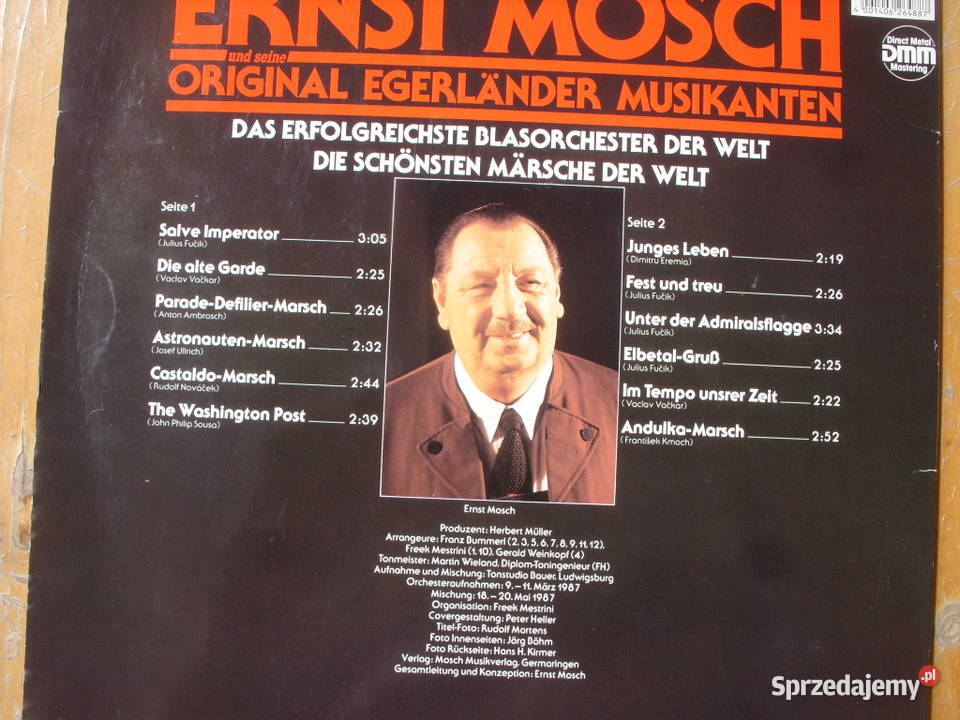 4 001406 264887
ERNST MOSCH
Direct Metal
DMM
Mastering
und seine
ORIGINAL EGERLÄNDER MUSIKANTEN
DAS ERFOLGREICHSTE BLASORCHESTER DER WELT
DIE SCHÖNSTEN MÄRSCHE DER WELT
Seite 1
Salve Imperator 3:05
(Julius Fučik)
Die alte Garde 2:25
(Vaclav Vačkar)
Parade-Defilier-Marsch 2:26
(Anton Ambrosch)
Astronauten-Marsch 2:32
(Josef Ullrich)
Castaldo-Marsch 2:44
(Rudolf Nováček)
The Washington Post 2:39
(John Philip Sousa)
Seite 2
Junges Leben 2:19
(Dimitru Eremia)
Fest und treu 2:26
(Julius Fučik)
Unter der Admiralsflagge 3:34
(Julius Fučik)
Elbetal-Gruß 2:25
(Julius Fučik)
Im Tempo unsrer Zeit 2:22
(Vaclav Vačkar)
Andulka-Marsch 2:52
(František Kmoch)
Ernst Mosch
Produzent: Herbert Müller
Arrangeure: Franz Bummerl (2, 3, 5, 6, 7, 8, 9, 11, 12),
Freek Mestrini (1, 10), Gerald Weinkopf (4)
Tonmeister: Martin Wieland, Diplom-Toningenieur (FH)
Aufnahme und Mischung: Tonstudio Bauer, Ludwigsburg
Orchesteraufnahmen: 9. – 11. März 1987
Mischung: 18. – 20. Mai 1987
Organisation: Freek Mestrini
Covergestaltung: Peter Heller
Titel-Foto: Rudolf Martens
Foto Innenseiten: Jörg Böhm
Foto Rückseite: Hans H. Kirmer
Verlag: Mosch Musikverlag, Germaringen
Gesamtleitung und Konzeption: Ernst Mosch
Sprzedajemy.pl